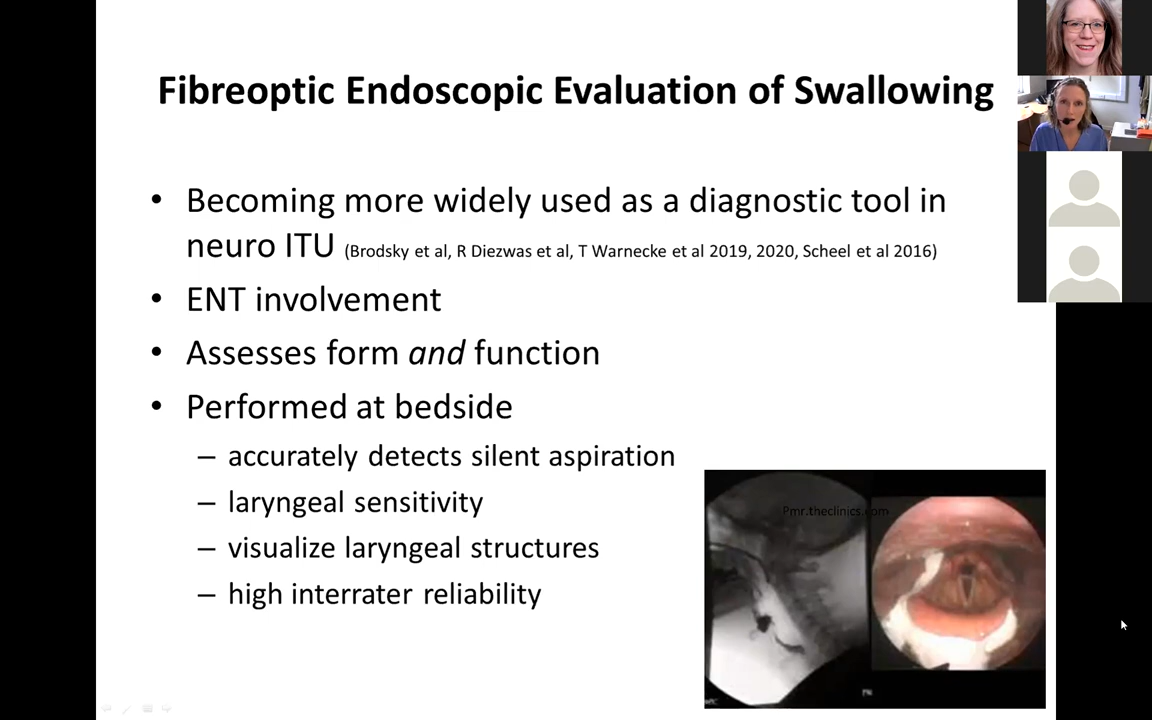 Fibreoptic Endoscopic Evaluation of Swallowing
• Becoming more widely used as a diagnostic tool in
neuro ITU (Brodsky et al, R Diezwas et al, T Warnecke et al 2019, 2020, Scheel et al 2016)
• ENT involvement
• Assesses form and function
• Performed at bedside
– accurately detects silent aspiration
– laryngeal sensitivity
– visualize laryngeal structures
– high interrater reliability
Pmr.theclinics.com